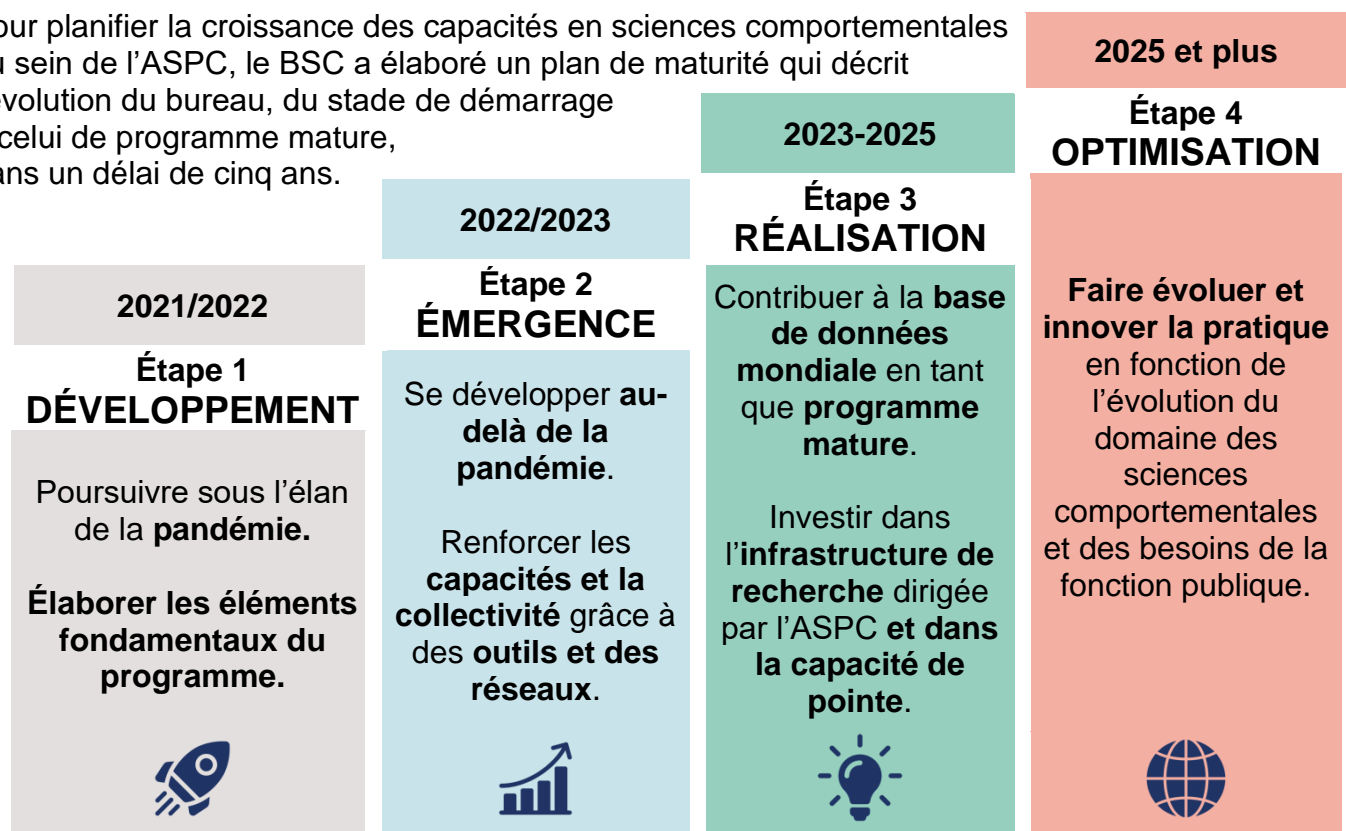 our planifier la croissance des capacités en sciences comportementales
u sein de l’ASPC, le BSC a élaboré un plan de maturité qui décrit
évolution du bureau, du stade de démarrage
celui de programme mature,
ans un délai de cinq ans.
2021/2022
Étape 1
DÉVELOPPEMENT
Poursuivre sous l’élan
de la pandémie.
Élaborer les éléments
fondamentaux du
programme.
2022/2023
Étape 2
ÉMERGENCE
Se développer au-
delà de la
pandémie.
Renforcer les
capacités et la
collectivité grâce à
des outils et des
réseaux.
2023-2025
Étape 3
RÉALISATION
Contribuer à la base
de données
mondiale en tant
que programme
mature.
Investir dans
l’infrastructure de
recherche dirigée
par l’ASPC et dans
la capacité de
pointe.
2025 et plus
Étape 4
OPTIMISATION
Faire évoluer et
innover la pratique
en fonction de
l’évolution du
domaine des
sciences
comportementales
et des besoins de la
fonction publique.